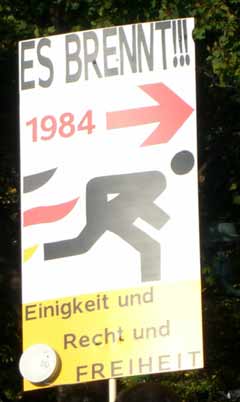 ES BRENNT!!!
1984
Einigkeit und
Recht und
FREIHEIT